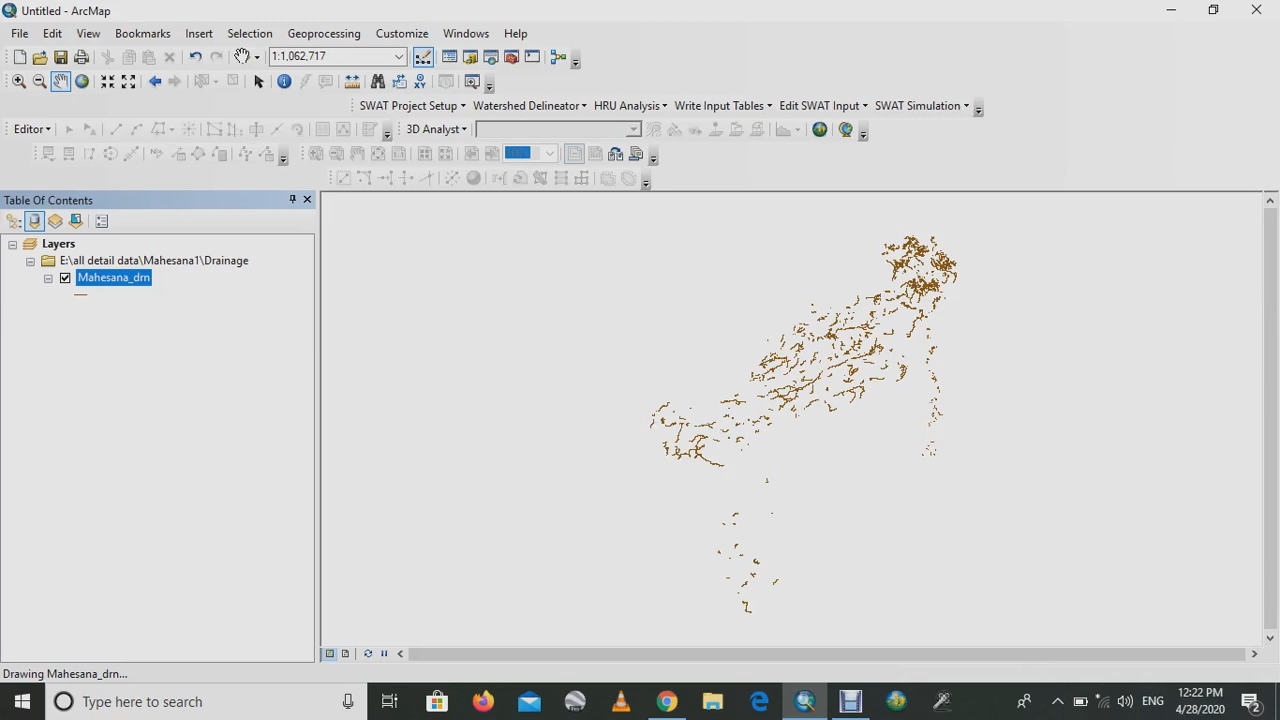 Untitled - ArcMap
File Edit View Bookmarks Insert Selection Geoprocessing Customize Windows Help
1:1,062,717
SWAT Project Setup Watershed Delineator HRU Analysis Write Input Tables Edit SWAT Input SWAT Simulation
Editor 3D Analyst
Table Of Contents
Layers
E:\all detail data\Mahesana1\Drainage
Mahesana_drn
Drawing Mahesana_drn...
Type here to search
ENG
12:22 PM
4/28/2020
2